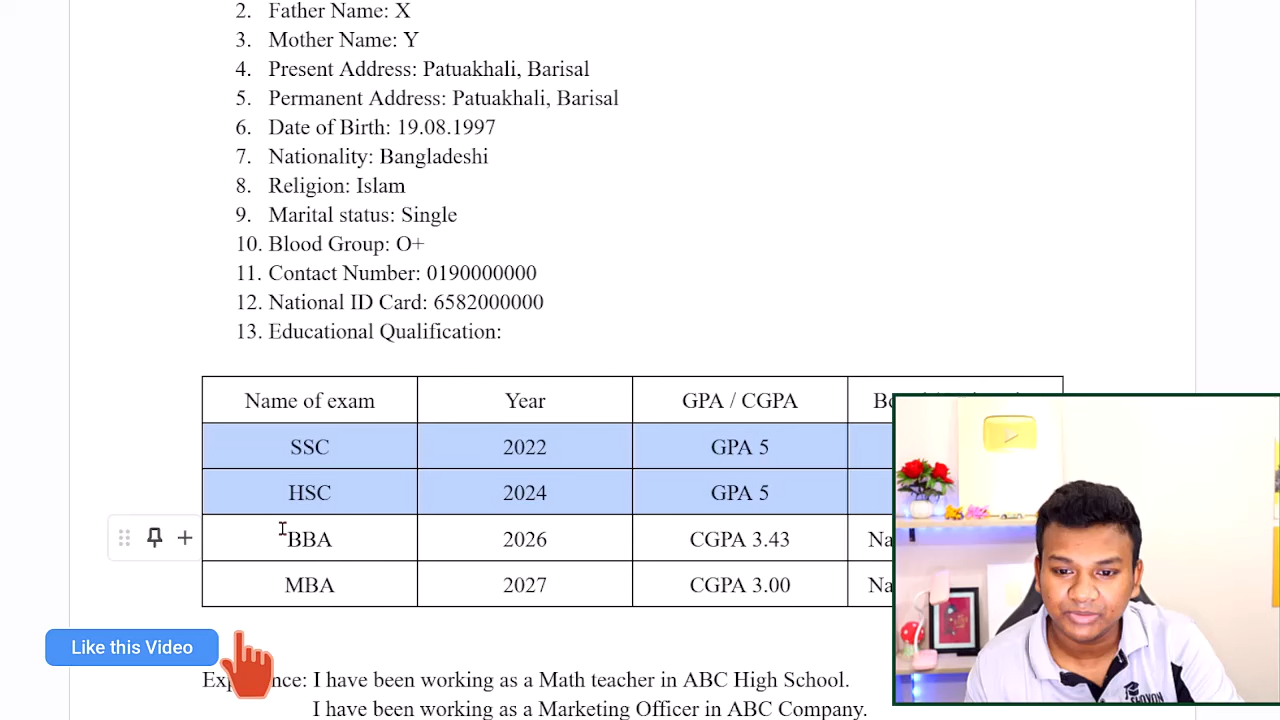 2. Father Name: X
3. Mother Name: Y
4. Present Address: Patuakhali, Barisal
5. Permanent Address: Patuakhali, Barisal
6. Date of Birth: 19.08.1997
7. Nationality: Bangladeshi
8. Religion: Islam
9. Marital status: Single
10. Blood Group: O+
11. Contact Number: 0190000000
12. National ID Card: 6582000000
13. Educational Qualification:
Name of exam Year GPA / CGPA
SSC 2022 GPA 5
HSC 2024 GPA 5
BBA 2026 CGPA 3.43
MBA 2027 CGPA 3.00
Like this Video
I have been working as a Math teacher in ABC High School.
I have been working as a Marketing Officer in ABC Company.
SHOVON